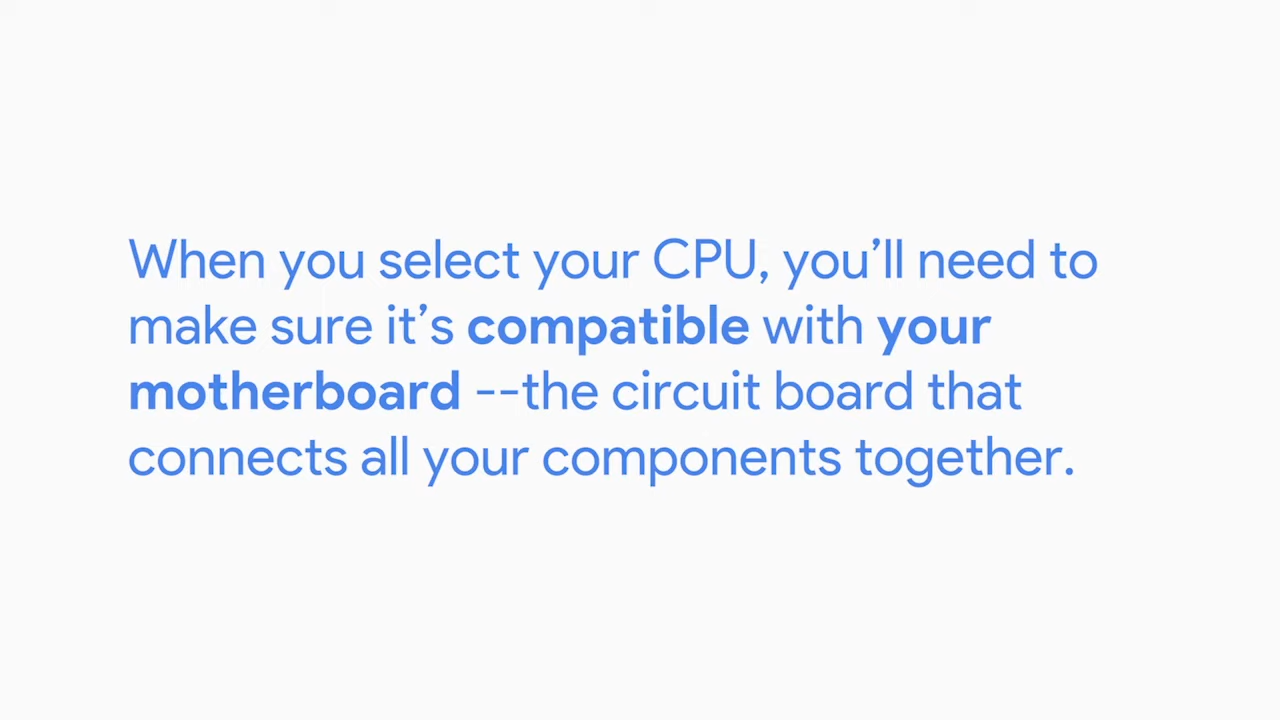 When you select your CPU, you’ll need to
make sure it’s compatible with your
motherboard --the circuit board that
connects all your components together.